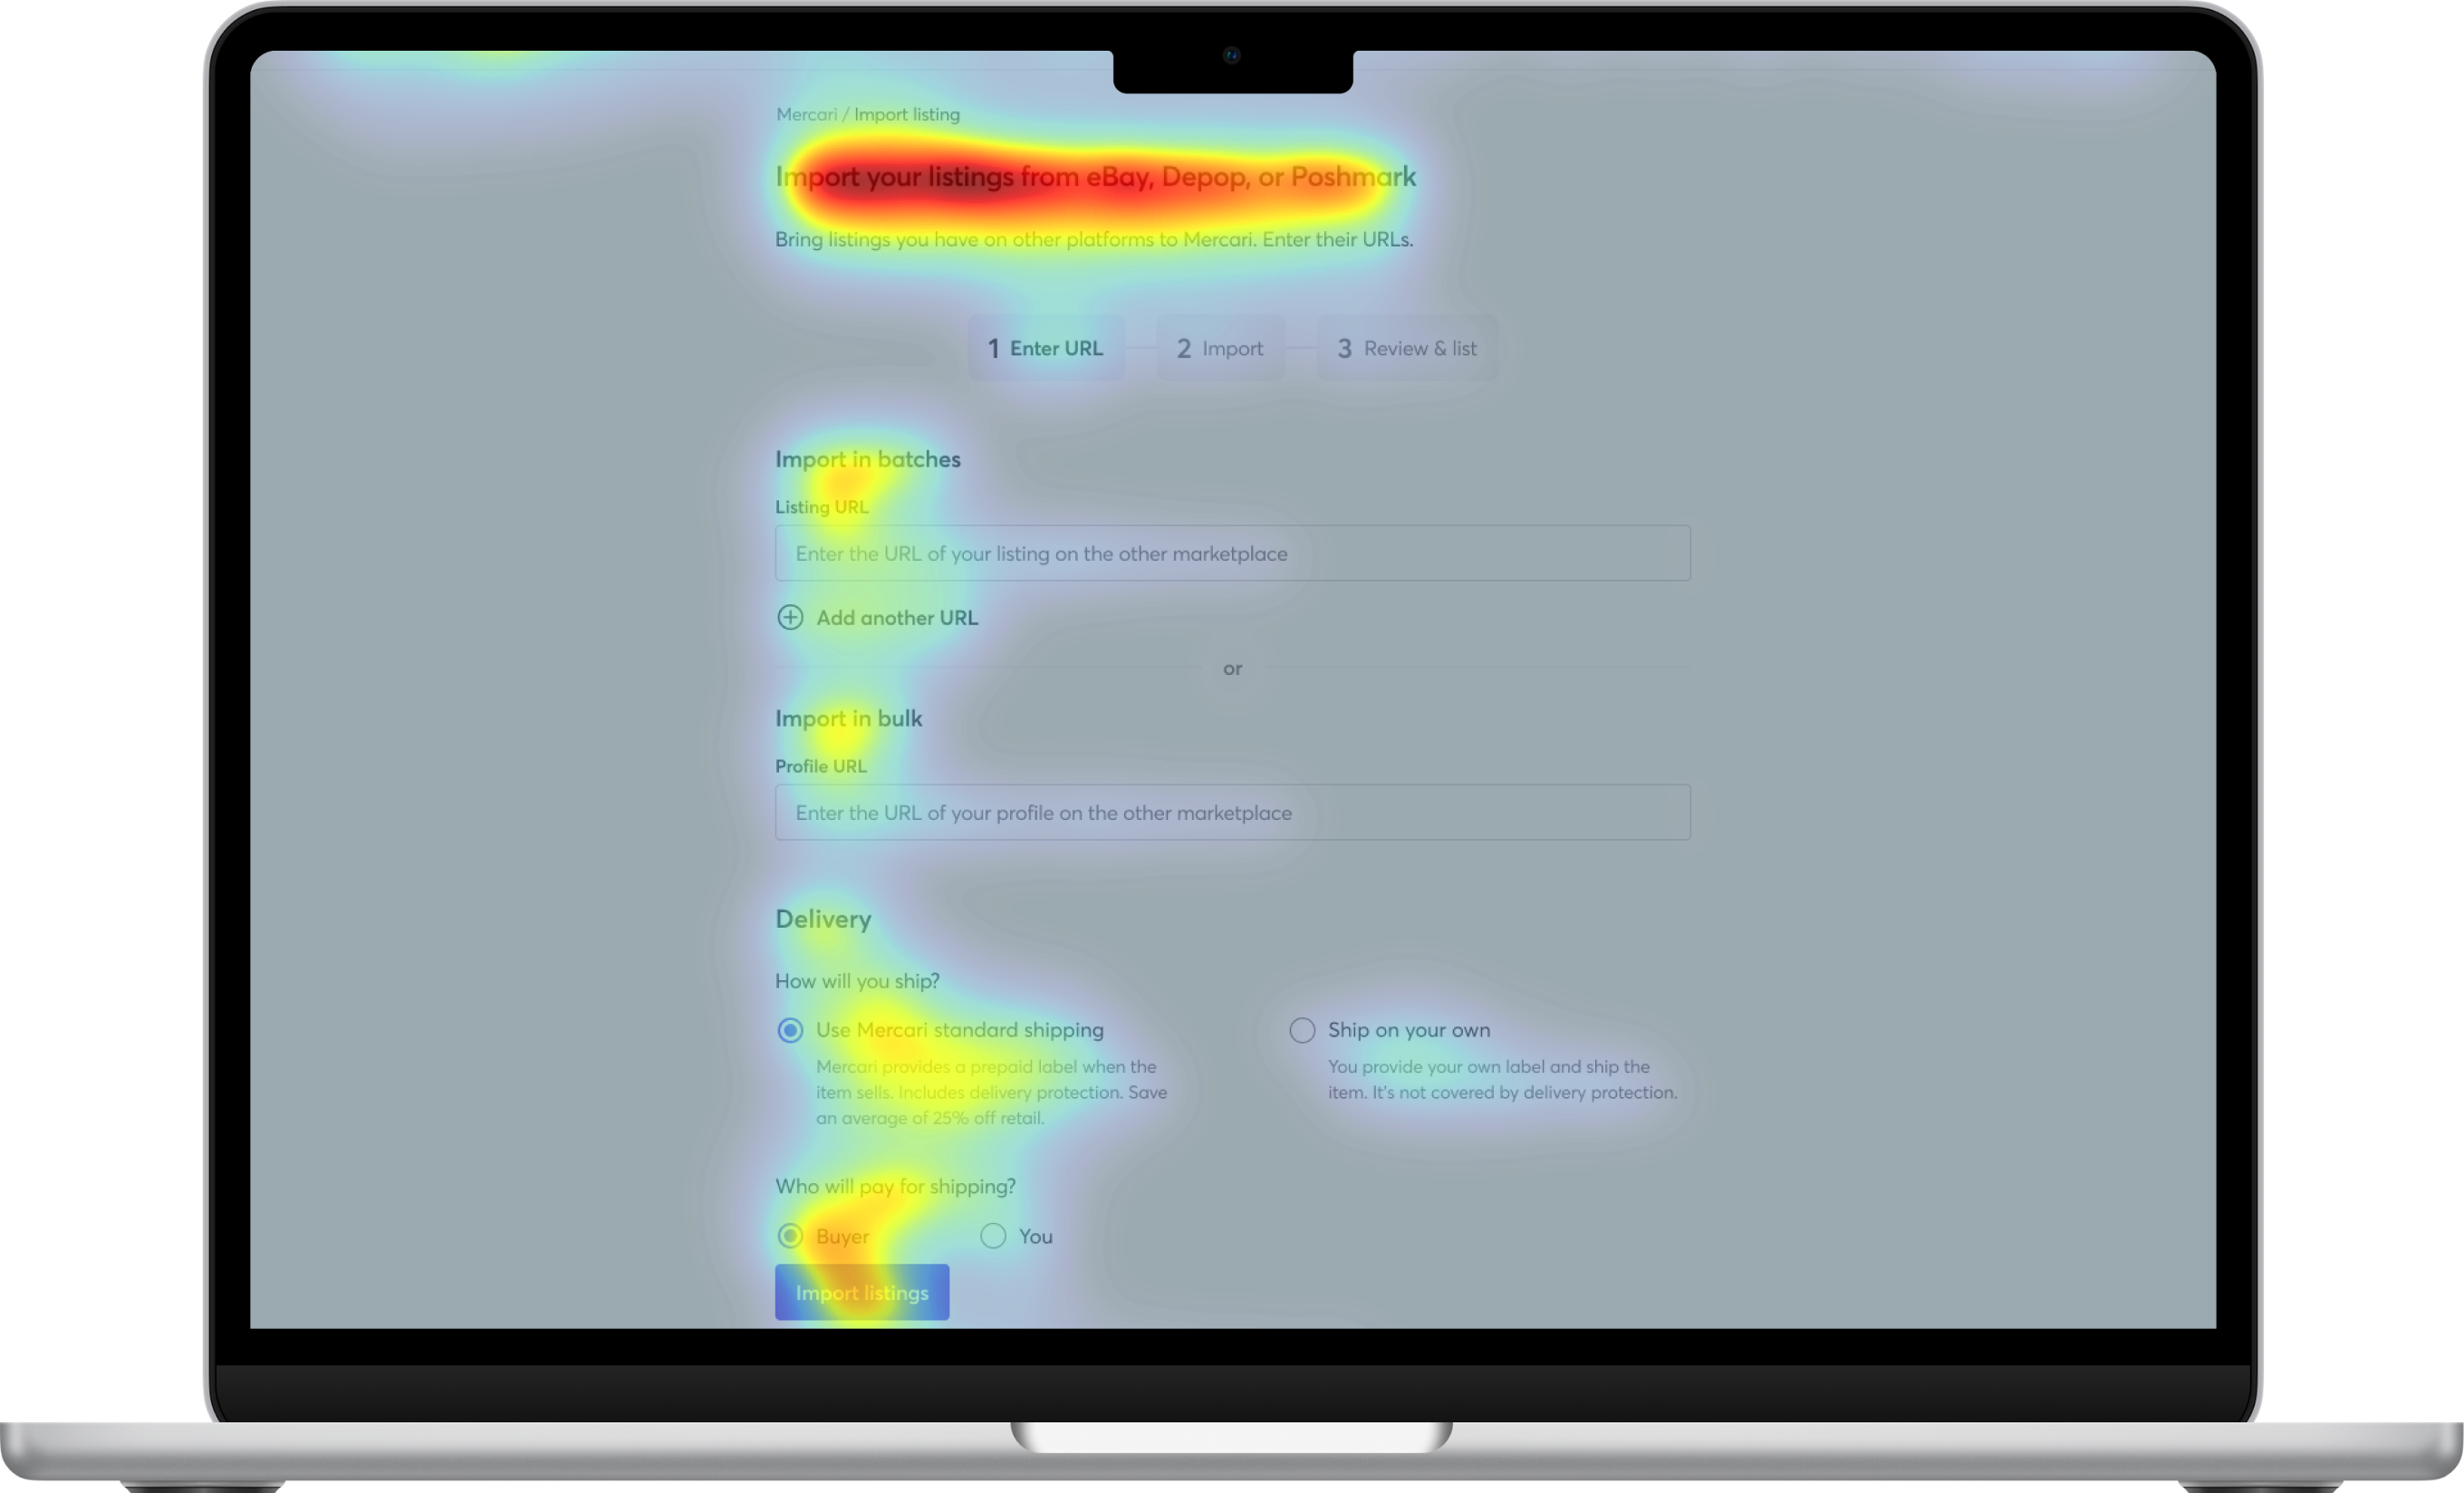 Mercari / Import listing
Import your listings from eBay, Depop, or Poshmark
Bring listings you have on other platforms to Mercari. Enter their URLs.
1 Enter URL 2 Import 3 Review & list
Import in batches
Listing URL
Enter the URL of your listing on the other marketplace
Add another URL
or
Import in bulk
Profile URL
Enter the URL of your profile on the other marketplace
Delivery
How will you ship?
Use Mercari standard shipping
Mercari provides a prepaid label when the
item sells. Includes delivery protection. Save
an average of 25% off retail.
Ship on your own
You provide your own label and ship the
item. It's not covered by delivery protection.
Who will pay for shipping?
Buyer You
Import listings